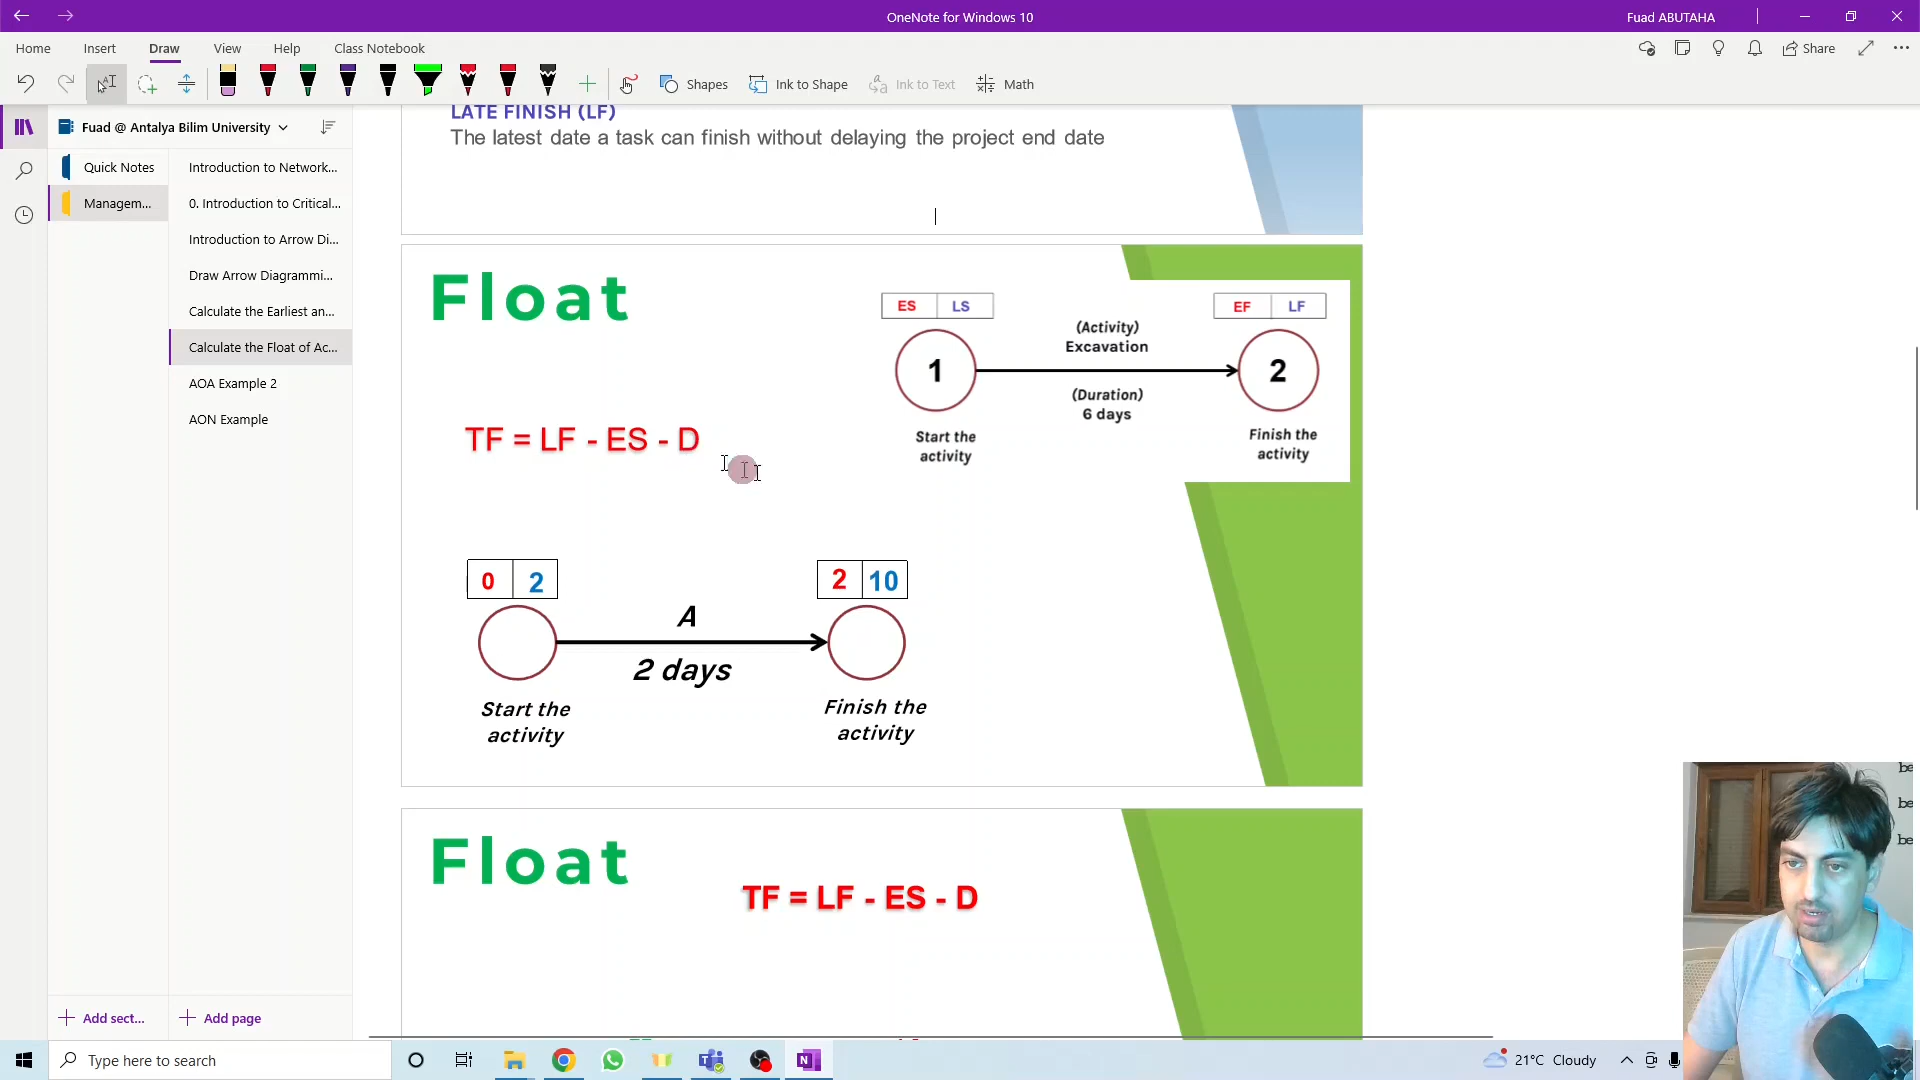 OneNote for Windows 10
Fuad ABUTAHA
Home
Insert
Draw
View
Help
Class Notebook
Share
Shapes
Ink to Shape
Ink to Text
Math
Fuad @ Antalya Bilim University
Quick Notes
Managem...
Introduction to Network...
0. Introduction to Critical...
Introduction to Arrow Di...
Draw Arrow Diagrammi...
Calculate the Earliest an...
Calculate the Float of Ac...
AOA Example 2
AON Example
Add sect...
Add page
LATE FINISH (LF)
The latest date a task can finish without delaying the project end date
Float
ES LS
EF LF
(Activity)
Excavation
1
2
(Duration)
6 days
Start the
activity
Finish the
activity
TF = LF - ES - D
0 2
2 10
A
2 days
Start the
activity
Finish the
activity
Float
TF = LF - ES - D
be
be
be
Type here to search
21°C Cloudy